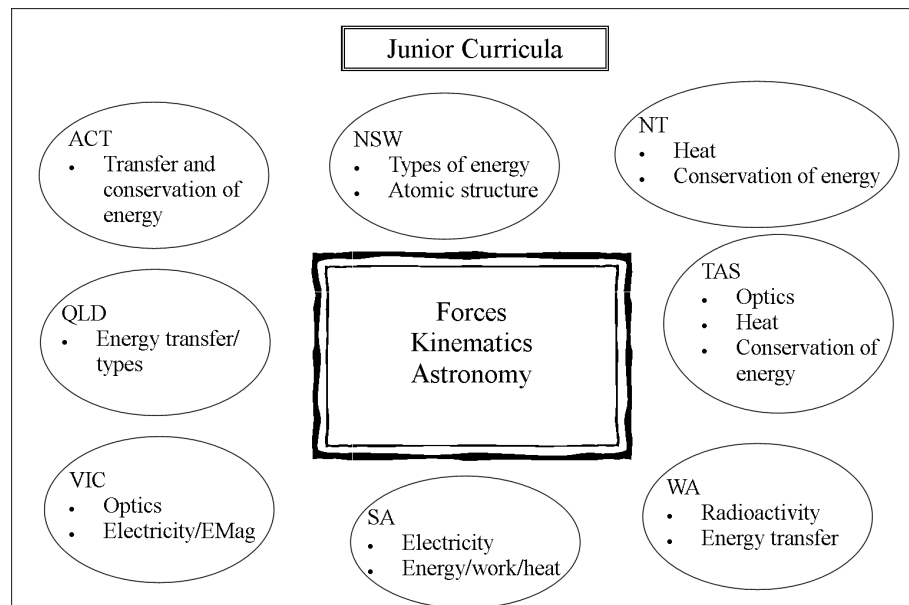 Junior Curricula
ACT
• Transfer and
conservation of
energy
NSW
• Types of energy
• Atomic structure
NT
• Heat
• Conservation of energy
QLD
• Energy transfer/
types
Forces
Kinematics
Astronomy
TAS
• Optics
• Heat
• Conservation of
energy
VIC
• Optics
• Electricity/EMag
SA
• Electricity
• Energy/work/heat
WA
• Radioactivity
• Energy transfer